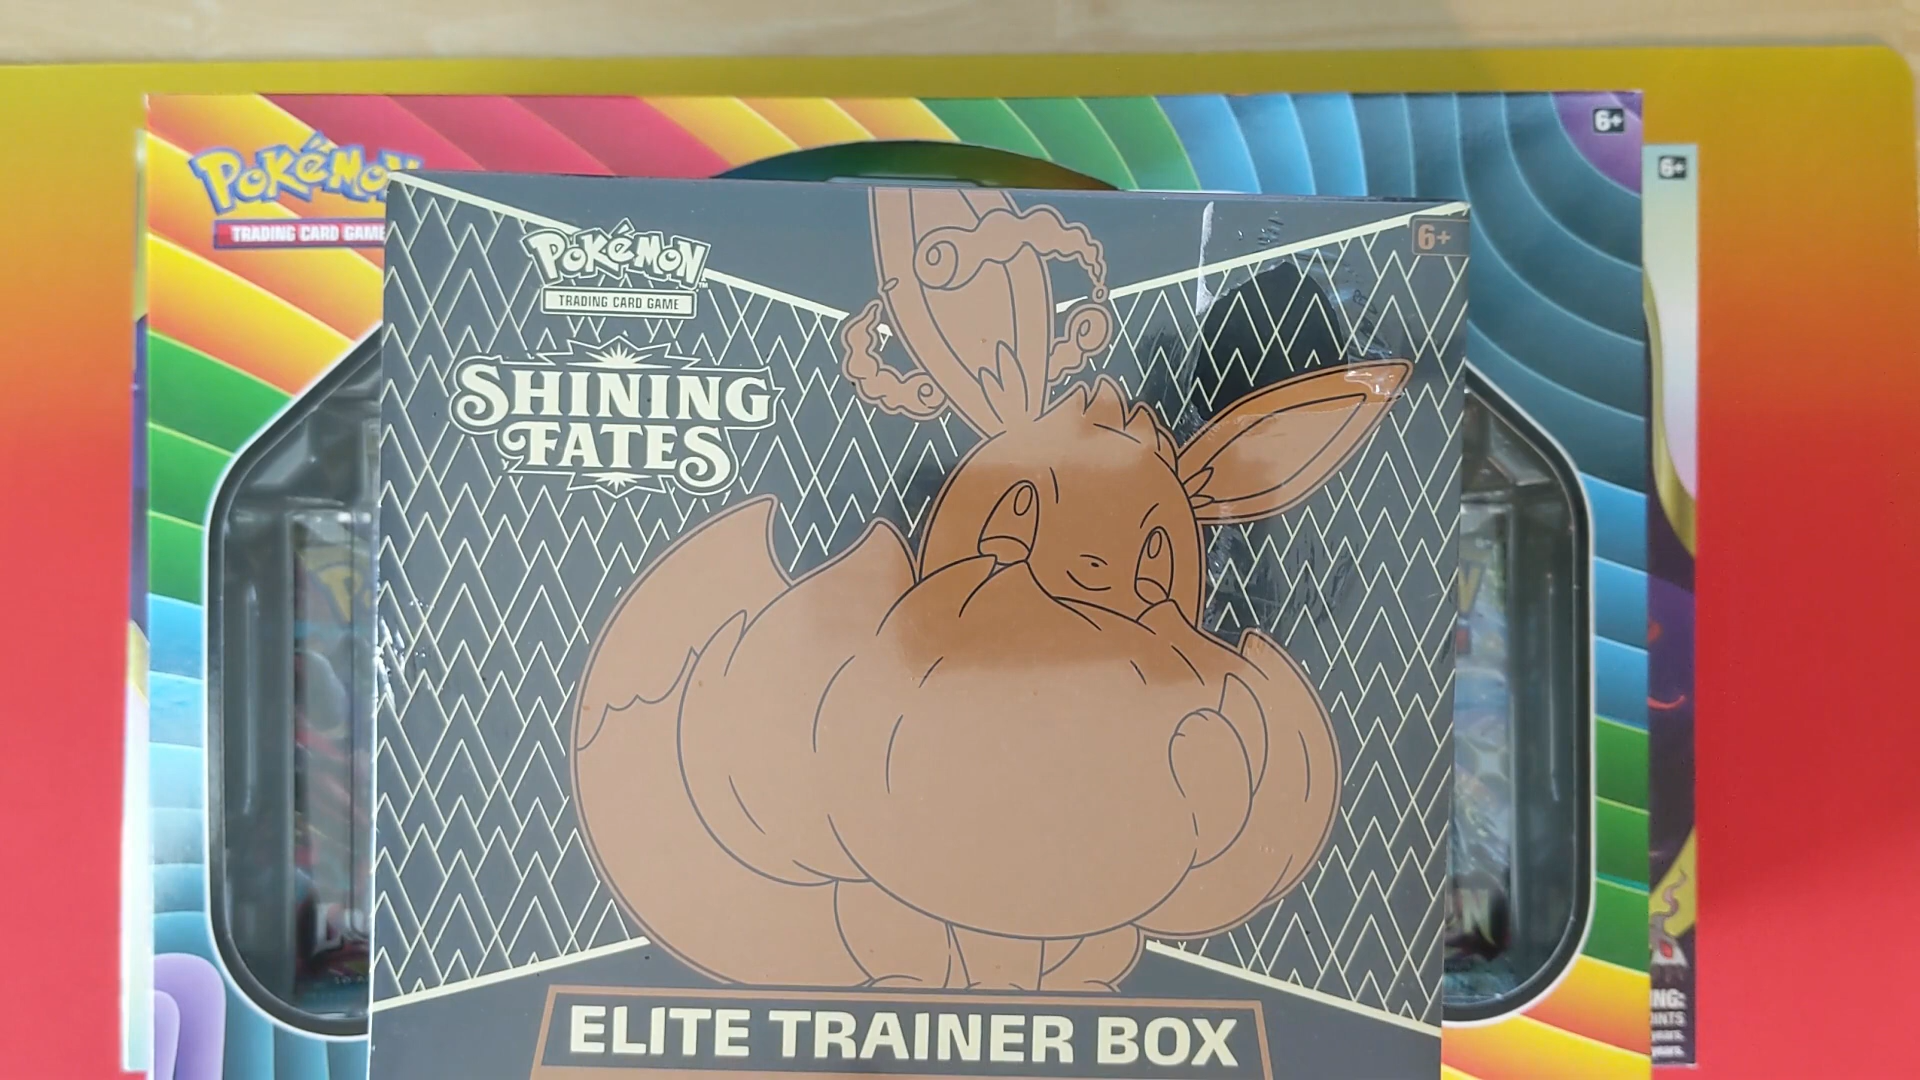 6+
Pokémon
TRADING CARD GAME
6+
Pokémon
TRADING CARD GAME
6+
SHINING
FATES
ELITE TRAINER BOX